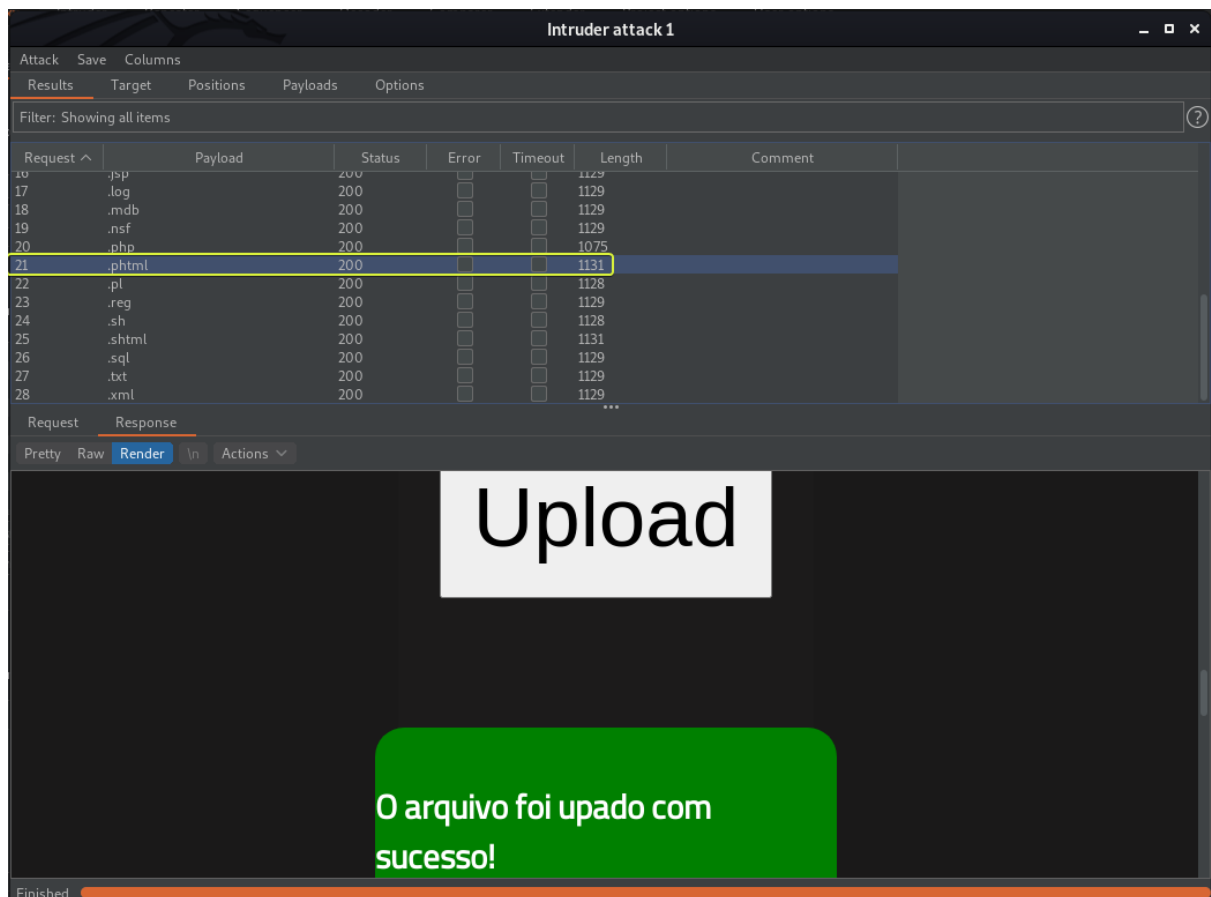 Intruder attack 1
Attack Save Columns
Results Target Positions Payloads Options
Filter: Showing all items
?
Request Payload Status Error Timeout Length Comment
16 .jsp 200 1129
17 .log 200 1129
18 .mdb 200 1129
19 .nsf 200 1129
20 .php 200 1075
21 .phtml 200 1131
22 .pl 200 1128
23 .reg 200 1129
24 .sh 200 1128
25 .shtml 200 1131
26 .sql 200 1129
27 .txt 200 1129
28 .xml 200 1129
Request Response
Pretty Raw Render \n Actions
Upload
O arquivo foi upado com
sucesso!
Finished